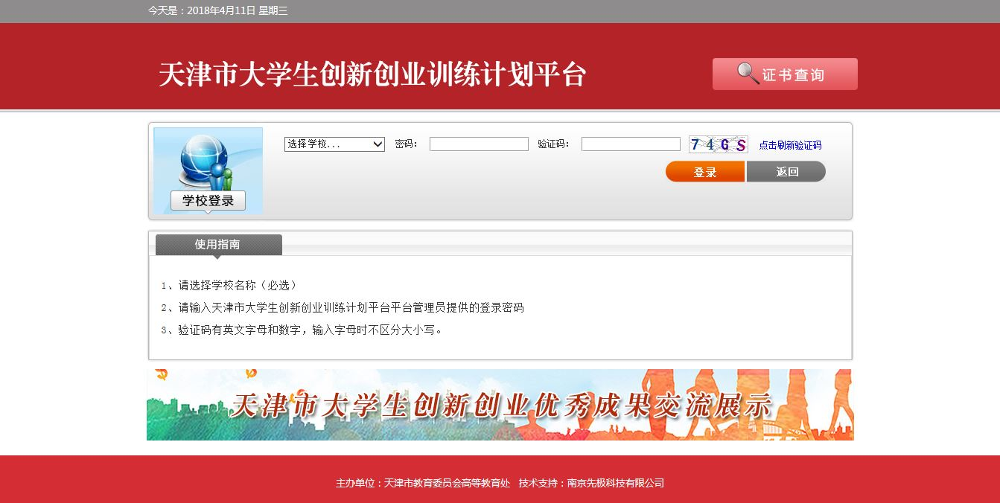 今天是：2018年4月11日 星期三
天津市大学生创新创业训练计划平台
证书查询
选择学校... 密码： 验证码： 74GS 点击刷新验证码
登录 返回
学校登录
使用指南
1、请选择学校名称（必选）
2、请输入天津市大学生创新创业训练计划平台平台管理员提供的登录密码
3、验证码有英文字母和数字，输入字母时不区分大小写。
天津市大学生创新创业优秀成果交流展示
主办单位：天津市教育委员会高等教育处 技术支持：南京先极科技有限公司